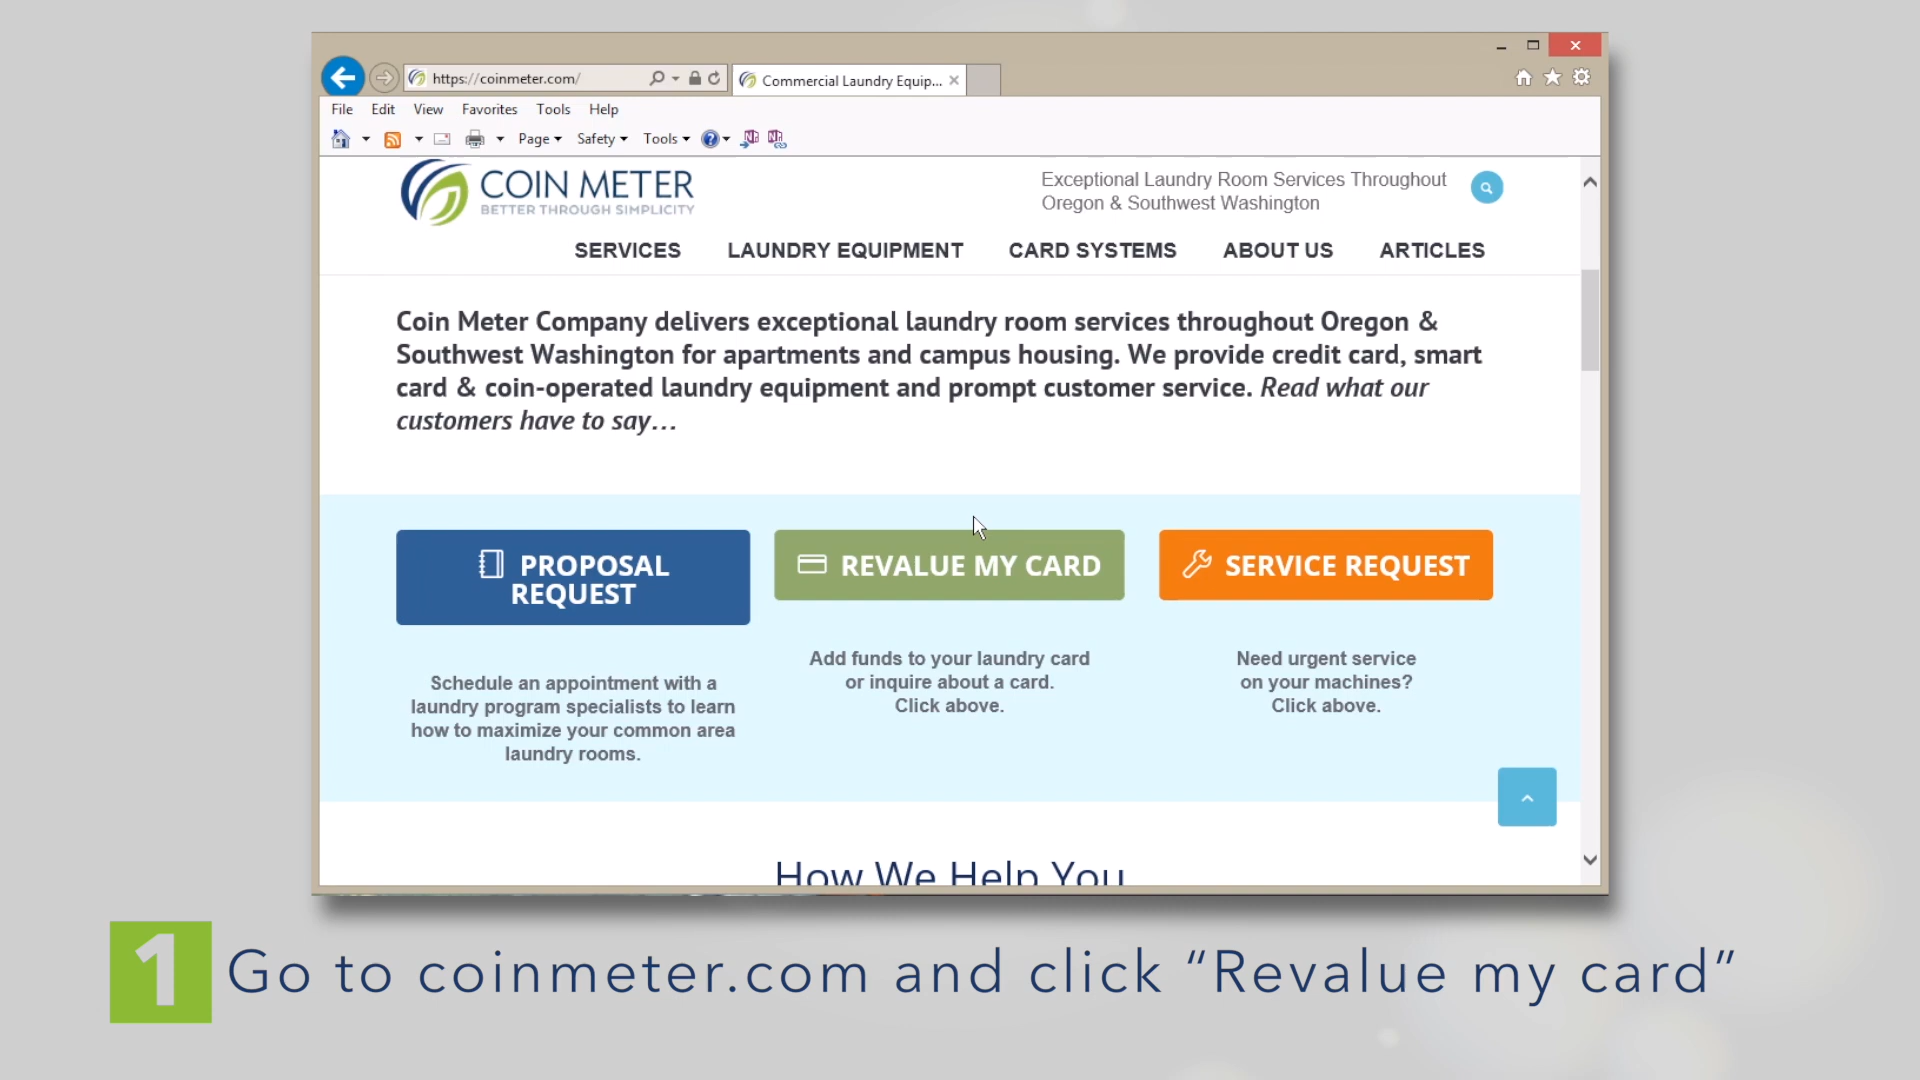 https://coinmeter.com/
Commercial Laundry Equip...
File Edit View Favorites Tools Help
Page Safety Tools
COIN METER
BETTER THROUGH SIMPLICITY
Exceptional Laundry Room Services Throughout
Oregon & Southwest Washington
SERVICES LAUNDRY EQUIPMENT CARD SYSTEMS ABOUT US ARTICLES
Coin Meter Company delivers exceptional laundry room services throughout Oregon &
Southwest Washington for apartments and campus housing. We provide credit card, smart
card & coin-operated laundry equipment and prompt customer service. Read what our
customers have to say...
PROPOSAL
REQUEST
Schedule an appointment with a
laundry program specialists to learn
how to maximize your common area
laundry rooms.
REVALUE MY CARD
Add funds to your laundry card
or inquire about a card.
Click above.
SERVICE REQUEST
Need urgent service
on your machines?
Click above.
How We Help You
1 Go to coinmeter.com and click “Revalue my card”